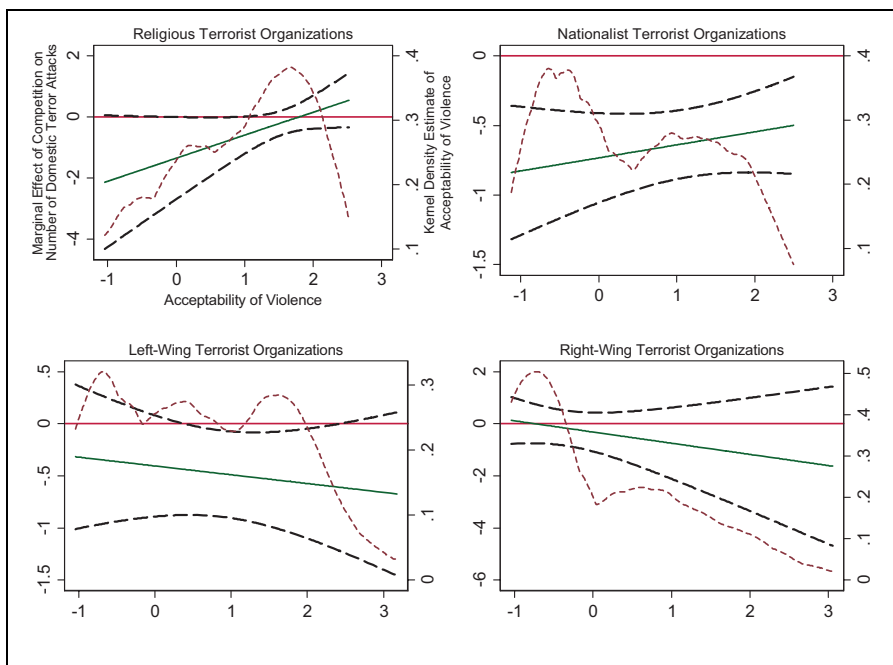 Religious Terrorist Organizations
Marginal Effect of Competition on
Number of Domestic Terror Attacks
2
0
-2
-4
.4
.3
.2
.1
Kernel Density Estimate of
Acceptability of Violence
-1 0 1 2 3
Acceptability of Violence
Nationalist Terrorist Organizations
0
-.5
-1
-1.5
.4
.3
.2
.1
-1 0 1 2 3
Left-Wing Terrorist Organizations
.5
0
-.5
-1
-1.5
.3
.2
.1
0
-1 0 1 2 3
Right-Wing Terrorist Organizations
2
0
-2
-4
-6
.5
.4
.3
.2
.1
0
-1 0 1 2 3